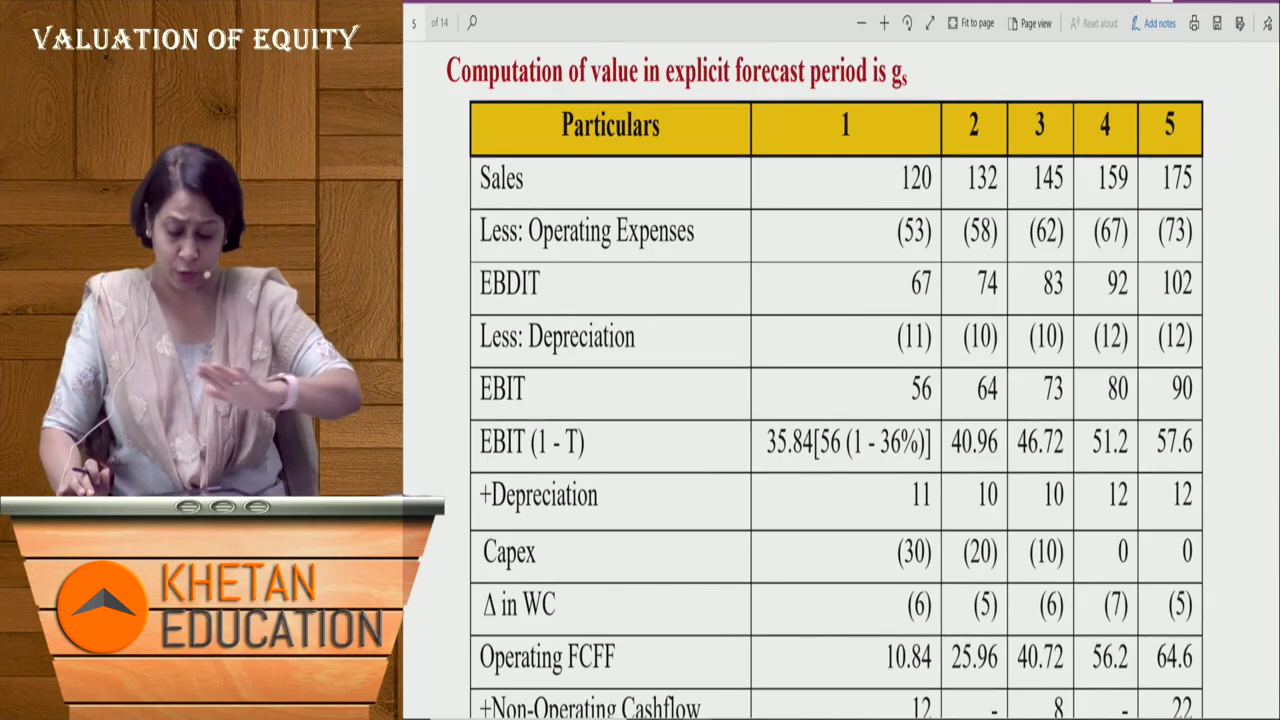 VALUATION OF EQUITY
5 of 14 Fit to page Page view Read aloud Add notes
Computation of value in explicit forecast period is gs
Particulars 1 2 3 4 5
Sales 120 132 145 159 175
Less: Operating Expenses (53) (58) (62) (67) (73)
EBDIT 67 74 83 92 102
Less: Depreciation (11) (10) (10) (12) (12)
EBIT 56 64 73 80 90
EBIT (1 - T) 35.84[56 (1 - 36%)] 40.96 46.72 51.2 57.6
+Depreciation 11 10 10 12 12
Capex (30) (20) (10) 0 0
Δ in WC (6) (5) (6) (7) (5)
Operating FCFF 10.84 25.96 40.72 56.2 64.6
+Non-Operating Cashflow 12 - 8 - 22
KHETAN
EDUCATION